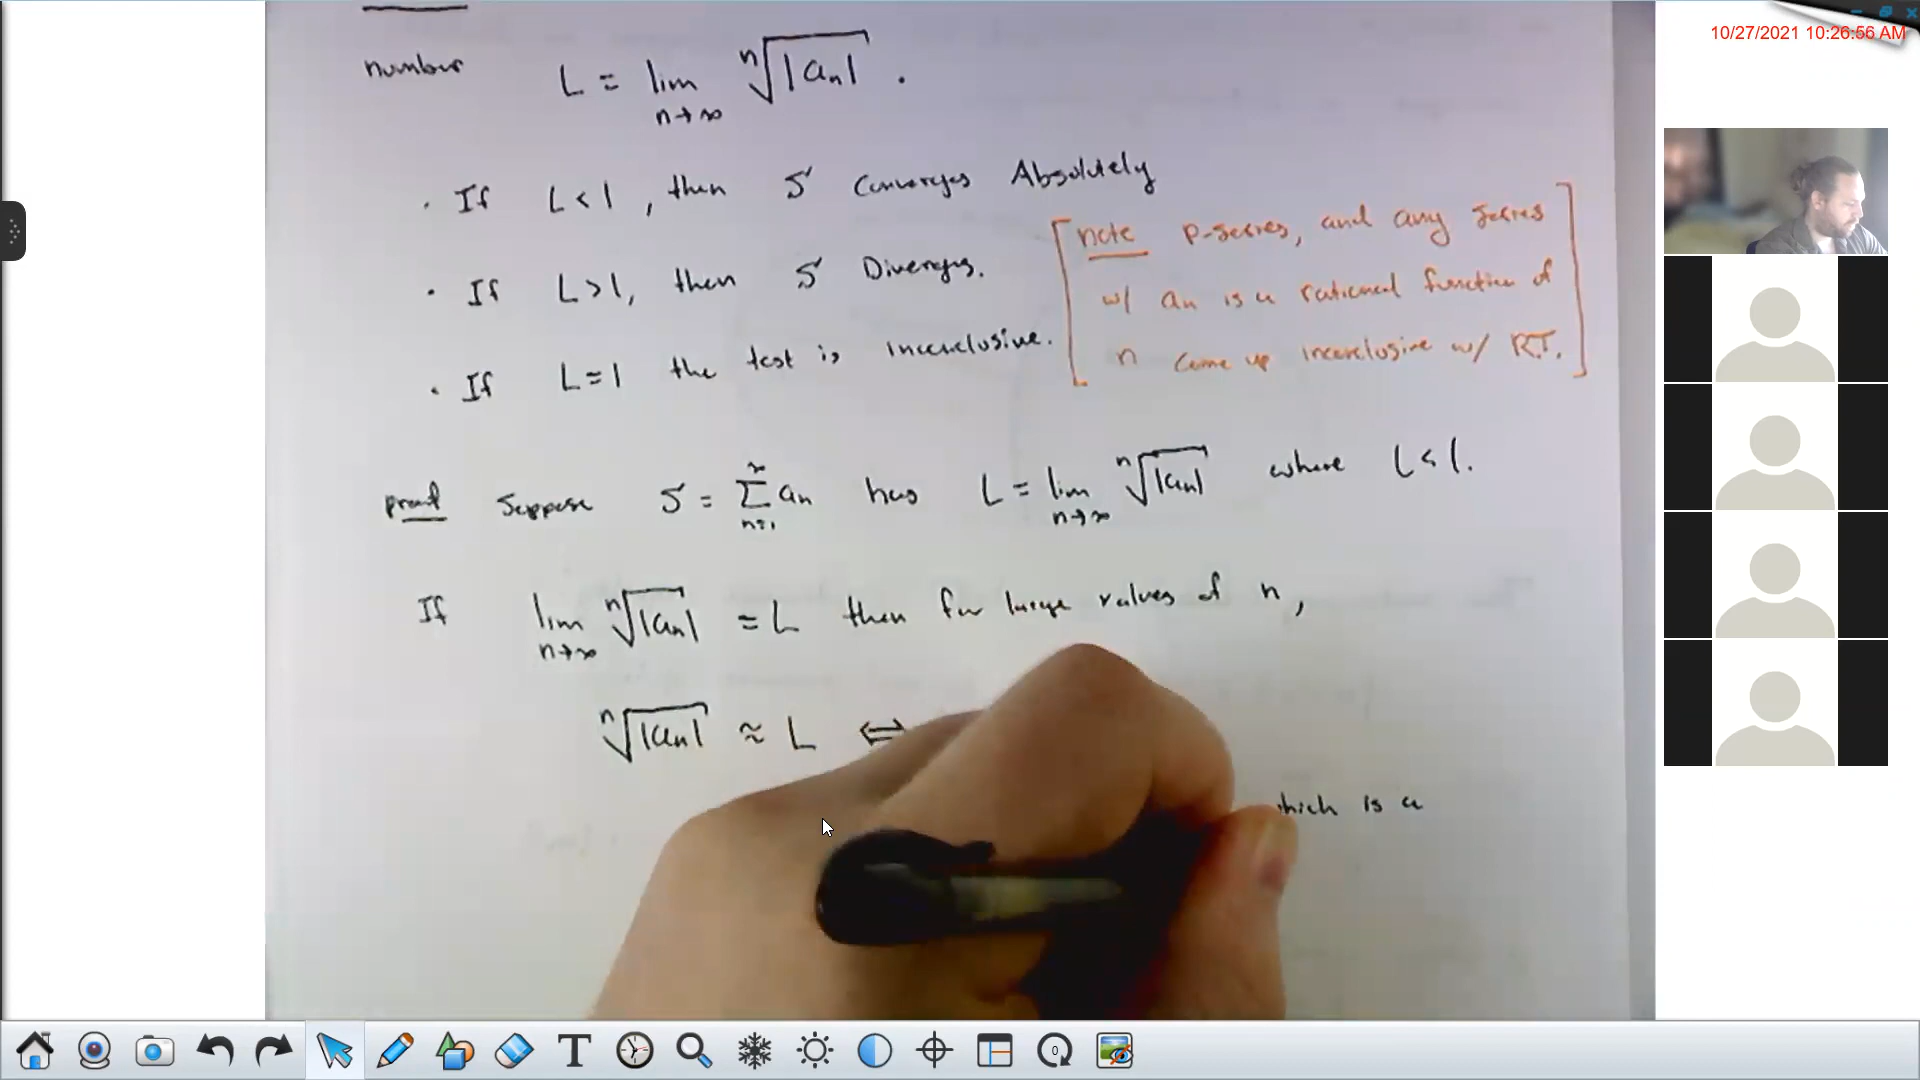 10/27/2021 10:26:56 AM
number L = lim n→∞ ⁿ√|aₙ| .
· If L < 1 , then S Converges Absolutely
· If L > 1, then S Diverges.
· If L = 1 the test is inconclusive.
[note p-series, and any series
w/ aₙ is a rational function of
n come up inconclusive w/ R.T.]
proof Suppose S = ∑ₙ₌₁^∞ aₙ has L = lim n→∞ ⁿ√|aₙ| where L < 1.
If lim n→∞ ⁿ√|aₙ| = L then for large values of n ,
ⁿ√|aₙ| ≈ L ⇔
hich is a
T
0